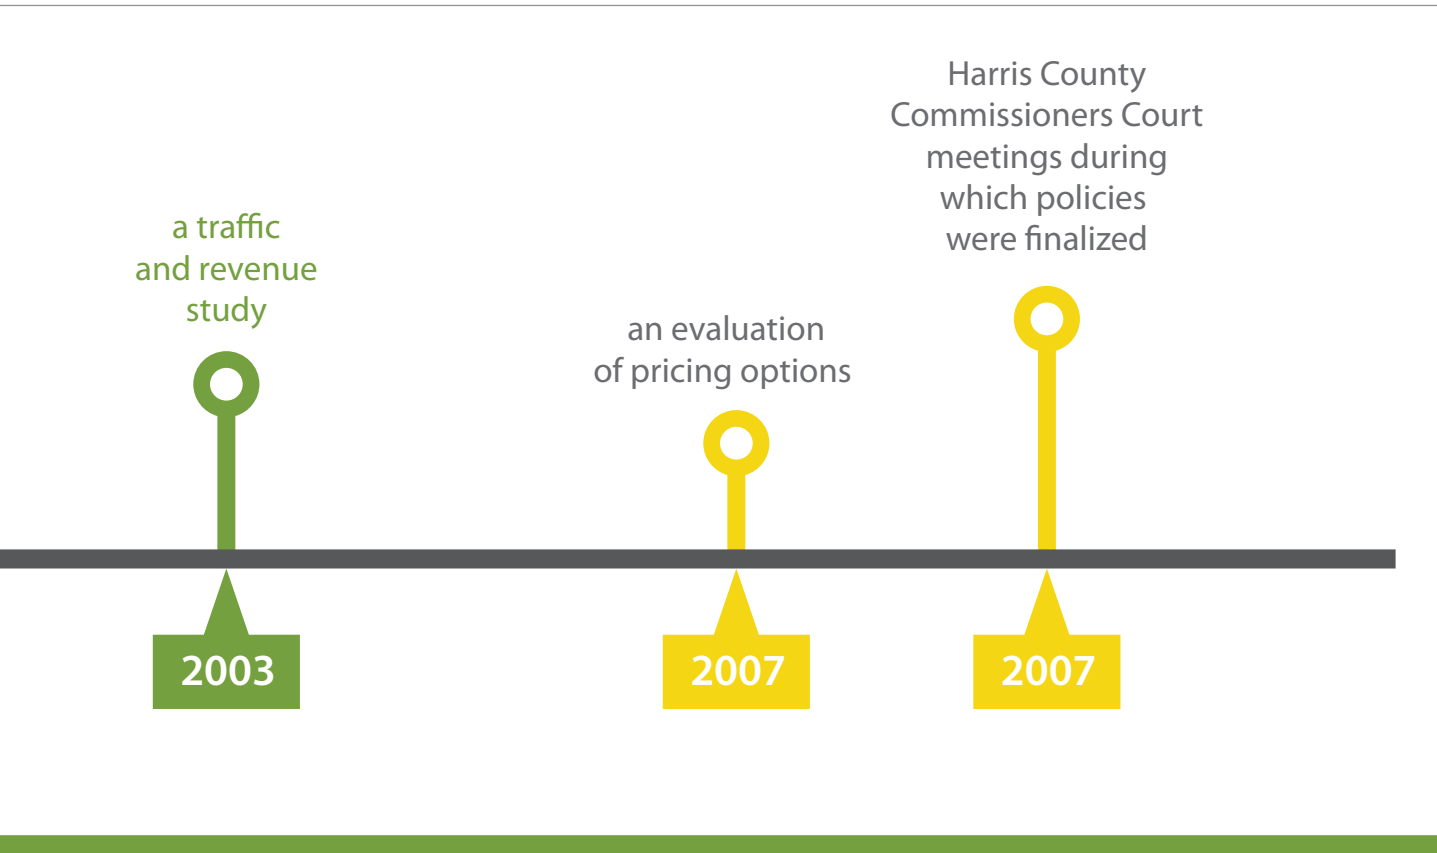 a traffic
and revenue
study
an evaluation
of pricing options
Harris County
Commissioners Court
meetings during
which policies
were finalized
2003
2007
2007